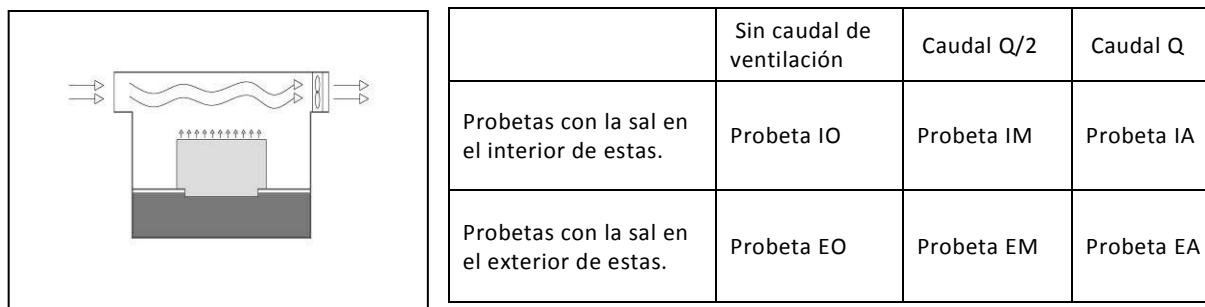 Sin caudal de
ventilación
Caudal Q/2
Caudal Q
Probetas con la sal en
el interior de estas.
Probeta IO
Probeta IM
Probeta IA
Probetas con la sal en
el exterior de estas.
Probeta EO
Probeta EM
Probeta EA